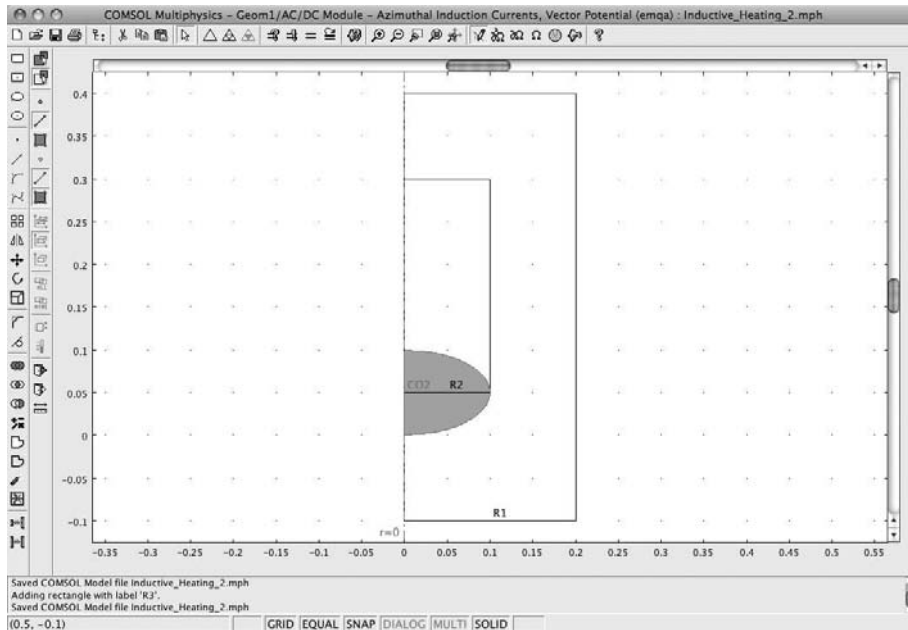 COMSOL Multiphysics - Geom1/AC/DC Module - Azimuthal Induction Currents, Vector Potential (emqa) : Inductive_Heating_2.mph
0.4
0.35
0.3
0.25
0.2
0.15
0.1
CO2 R2
0.05
0
-0.05
R1
-0.1
r=0
-0.35 -0.3 -0.25 -0.2 -0.15 -0.1 -0.05 0 0.05 0.1 0.15 0.2 0.25 0.3 0.35 0.4 0.45 0.5 0.55
Saved COMSOL Model file Inductive_Heating_2.mph
Adding rectangle with label 'R3'.
Saved COMSOL Model file Inductive_Heating_2.mph
(0.5, -0.1) GRID EQUAL SNAP DIALOG MULTI SOLID